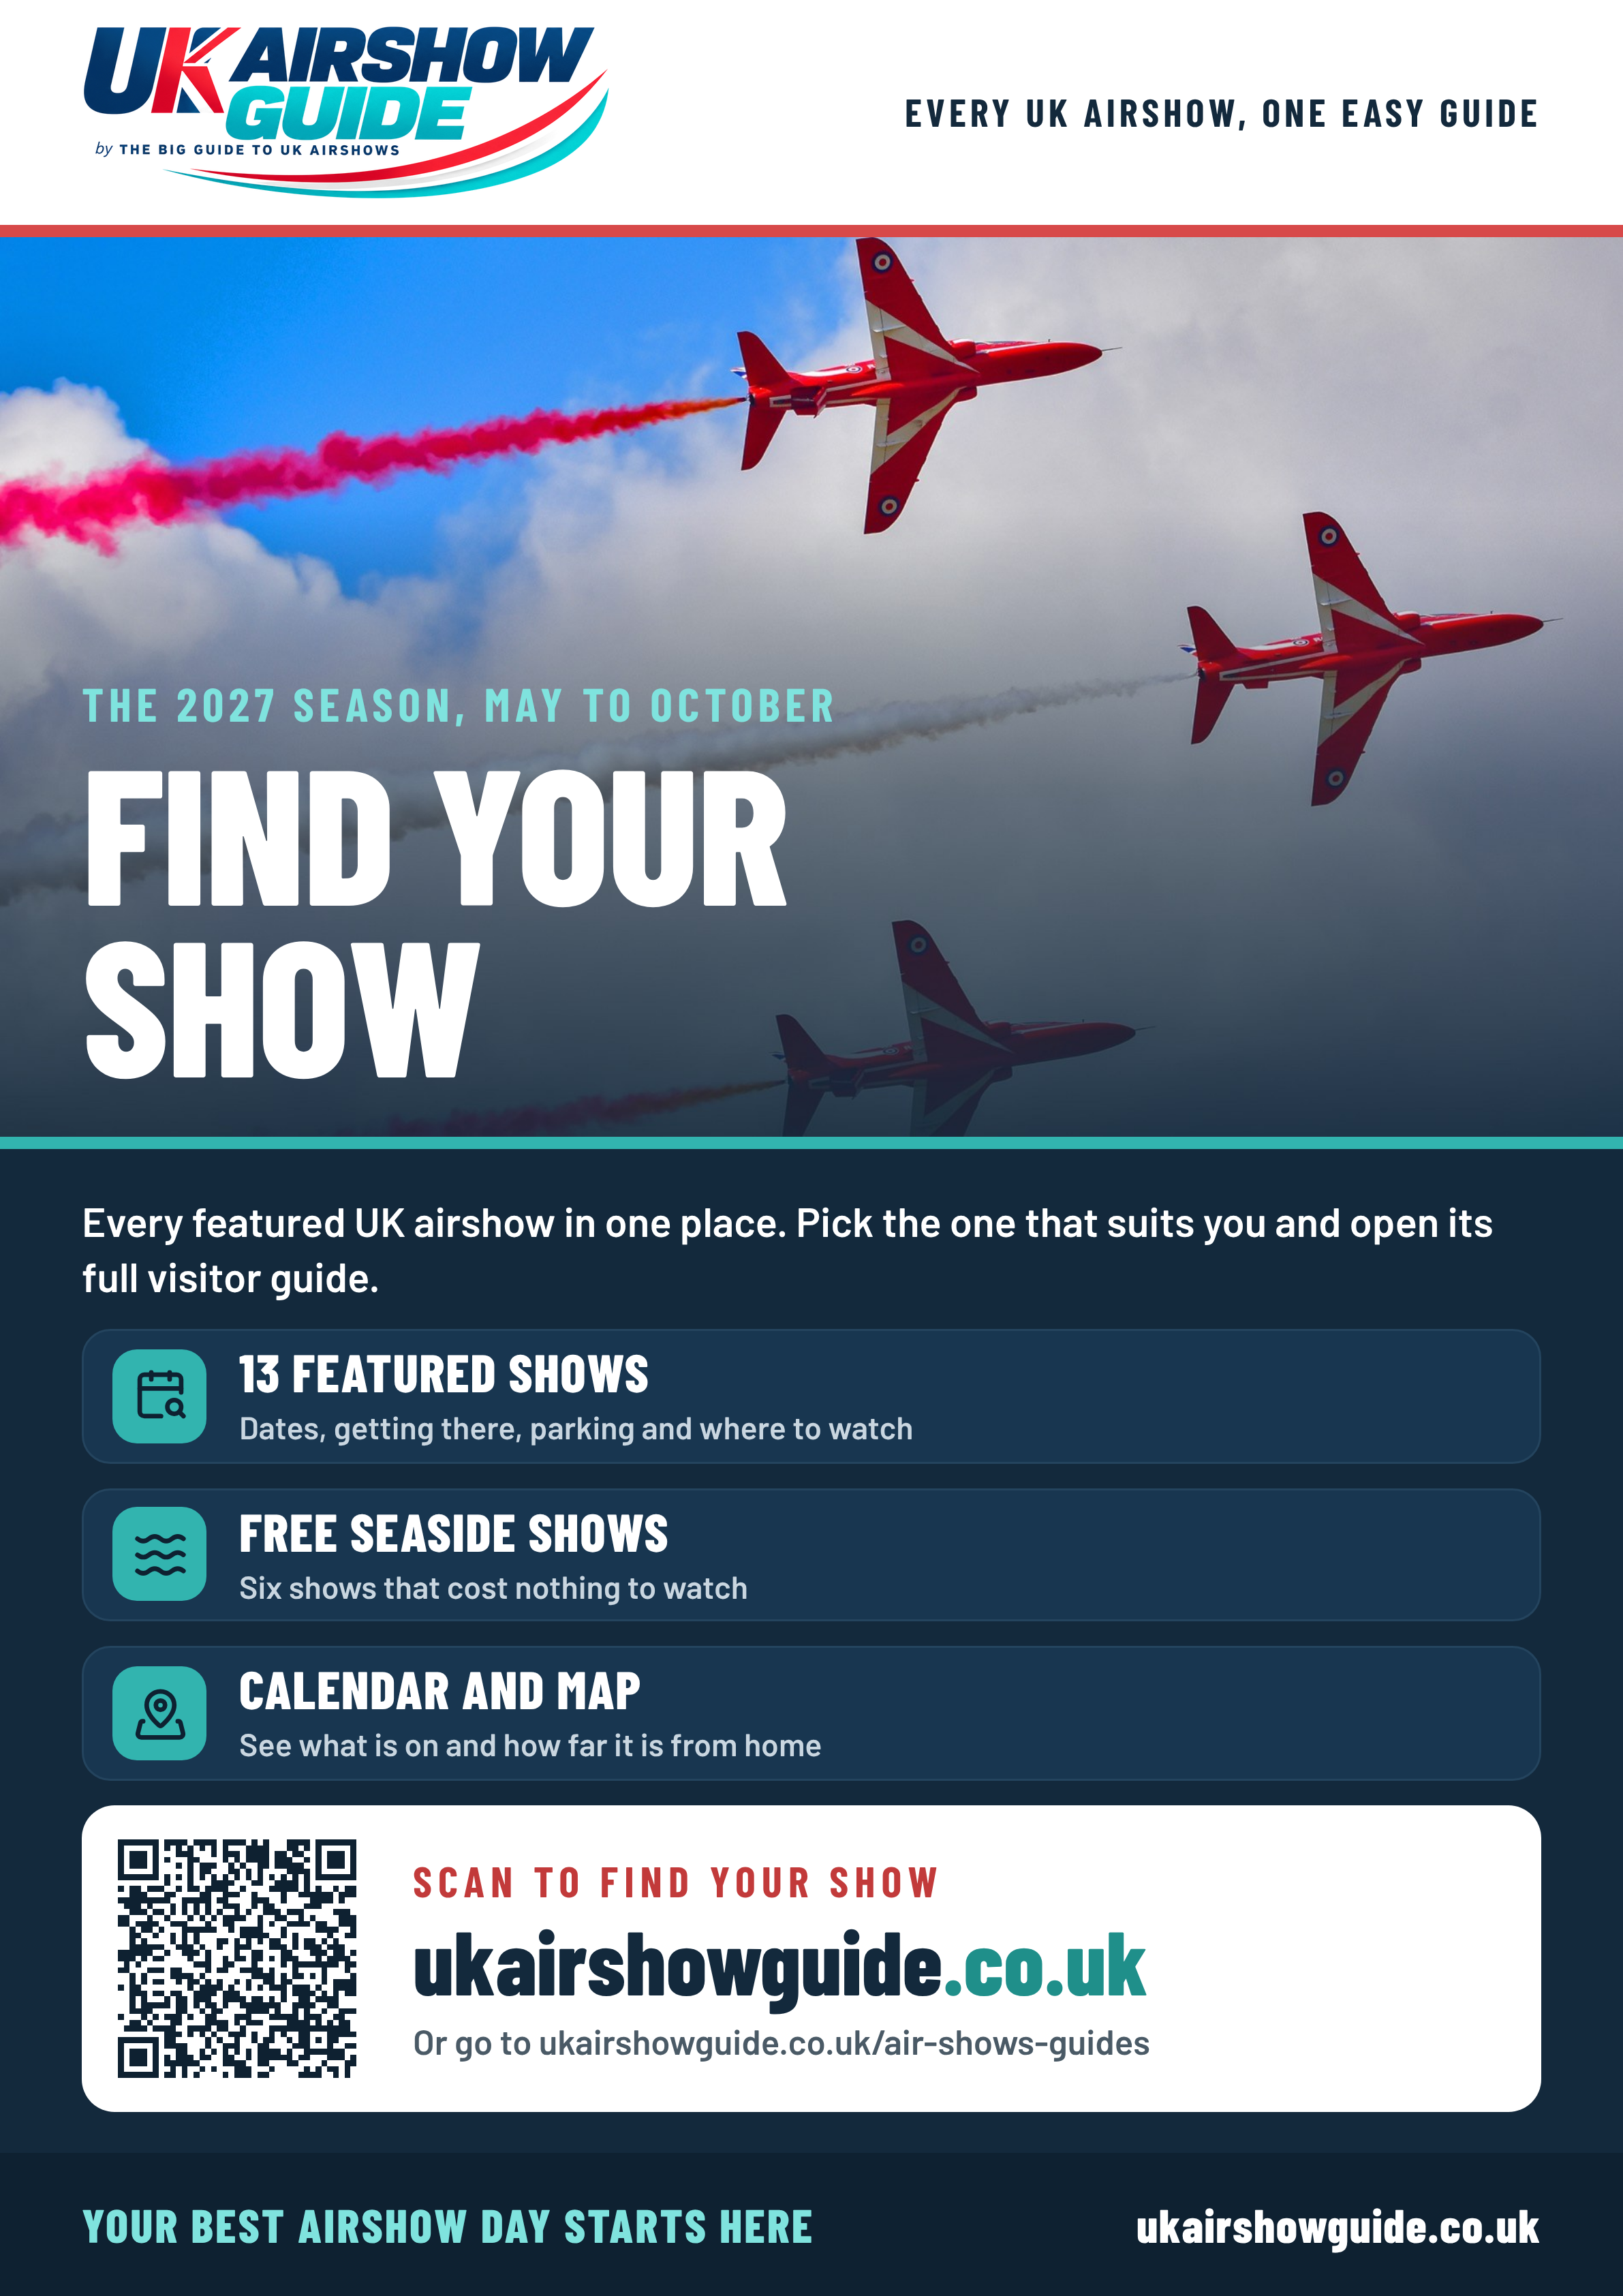 UK AIRSHOW
GUIDE
by THE BIG GUIDE TO UK AIRSHOWS
EVERY UK AIRSHOW, ONE EASY GUIDE
THE 2027 SEASON, MAY TO OCTOBER
FIND YOUR
SHOW
Every featured UK airshow in one place. Pick the one that suits you and open its
full visitor guide.
13 FEATURED SHOWS
Dates, getting there, parking and where to watch
FREE SEASIDE SHOWS
Six shows that cost nothing to watch
CALENDAR AND MAP
See what is on and how far it is from home
SCAN TO FIND YOUR SHOW
ukairshowguide.co.uk
Or go to ukairshowguide.co.uk/air-shows-guides
YOUR BEST AIRSHOW DAY STARTS HERE
ukairshowguide.co.uk